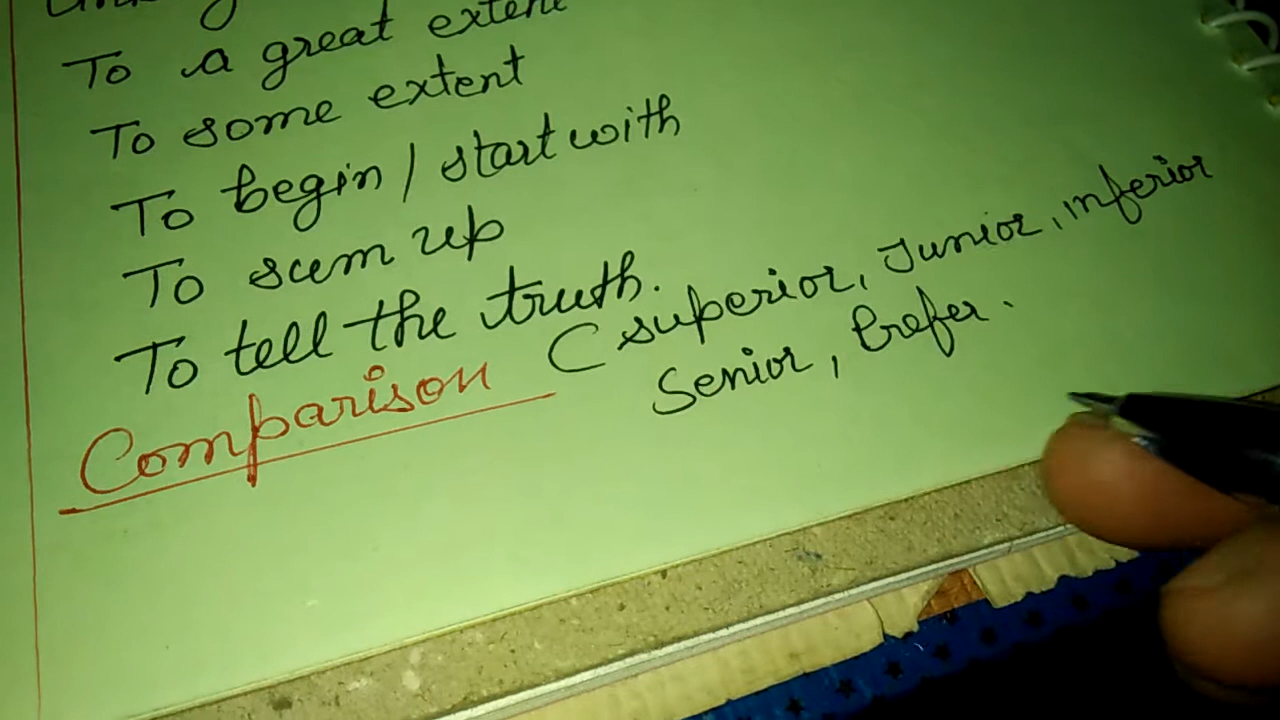 To a great extent
To some extent
To begin / start with
To sum up
To tell the truth.
Comparison ( superior, Junior, inferior
Senior, Prefer.